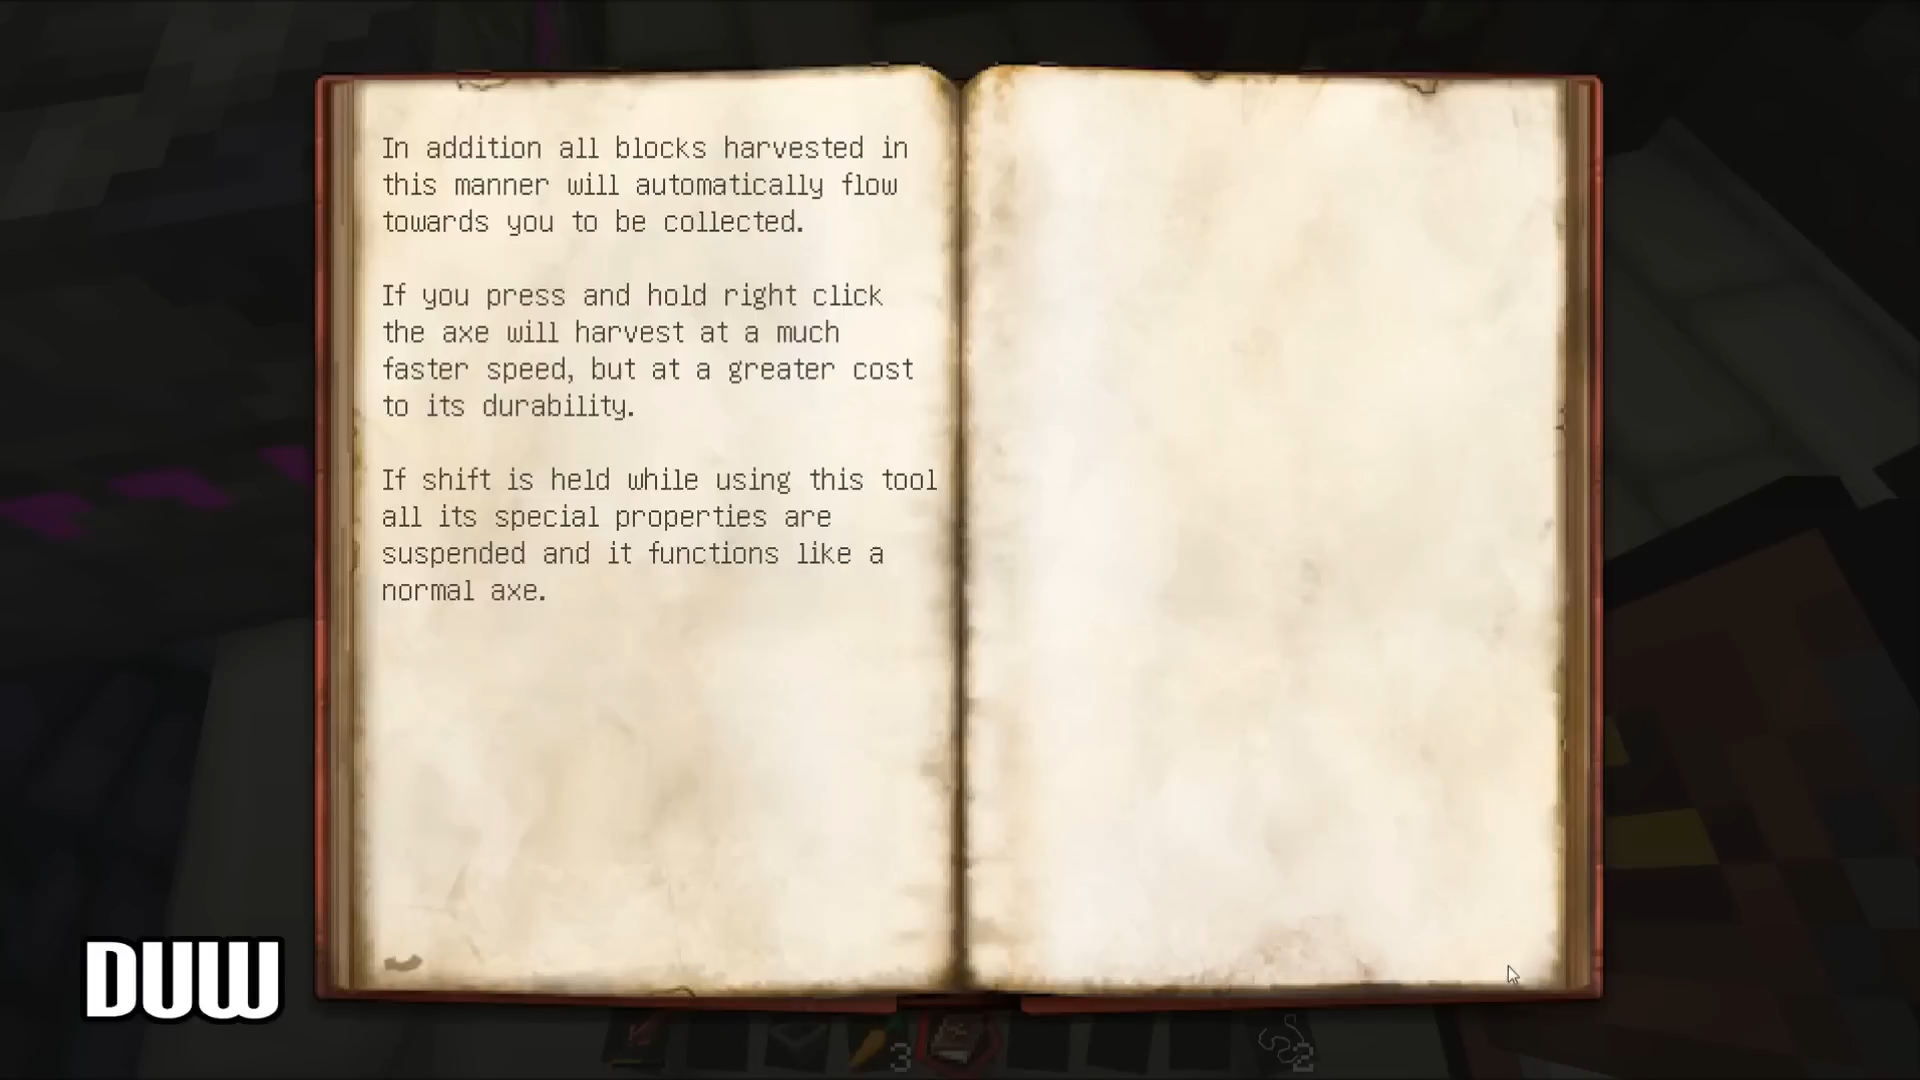 In addition all blocks harvested in
this manner will automatically flow
towards you to be collected.
If you press and hold right click
the axe will harvest at a much
faster speed, but at a greater cost
to its durability.
If shift is held while using this tool
all its special properties are
suspended and it functions like a
normal axe.
DUW
3
2